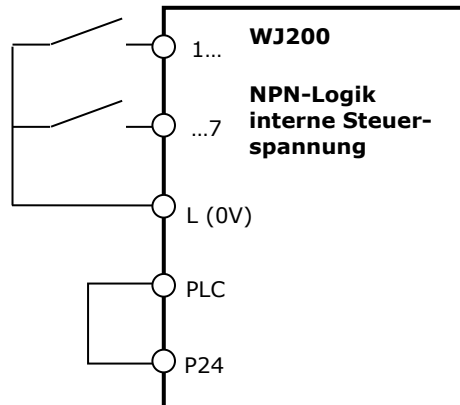 WJ200
1...
NPN-Logik
interne Steuer-
spannung
...7
L (0V)
PLC
P24